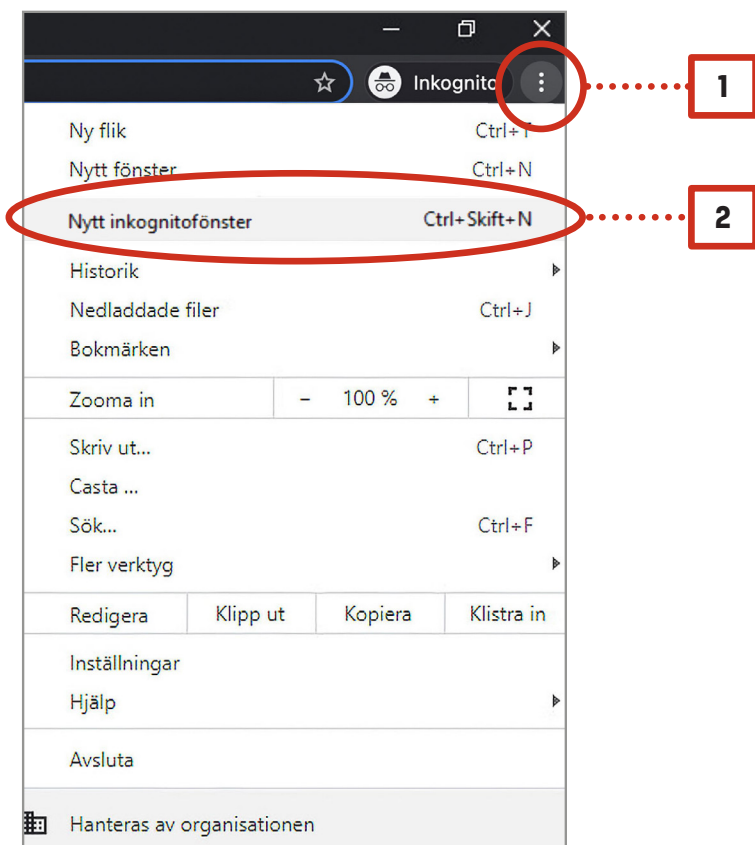 Inkognito
1
Ny flik Ctrl+T
Nytt fönster Ctrl+N
Nytt inkognitofönster Ctrl+Skift+N
2
Historik
Nedladdade filer Ctrl+J
Bokmärken
Zooma in - 100 % +
Skriv ut... Ctrl+P
Casta ...
Sök... Ctrl+F
Fler verktyg
Redigera Klipp ut Kopiera Klistra in
Inställningar
Hjälp
Avsluta
Hanteras av organisationen